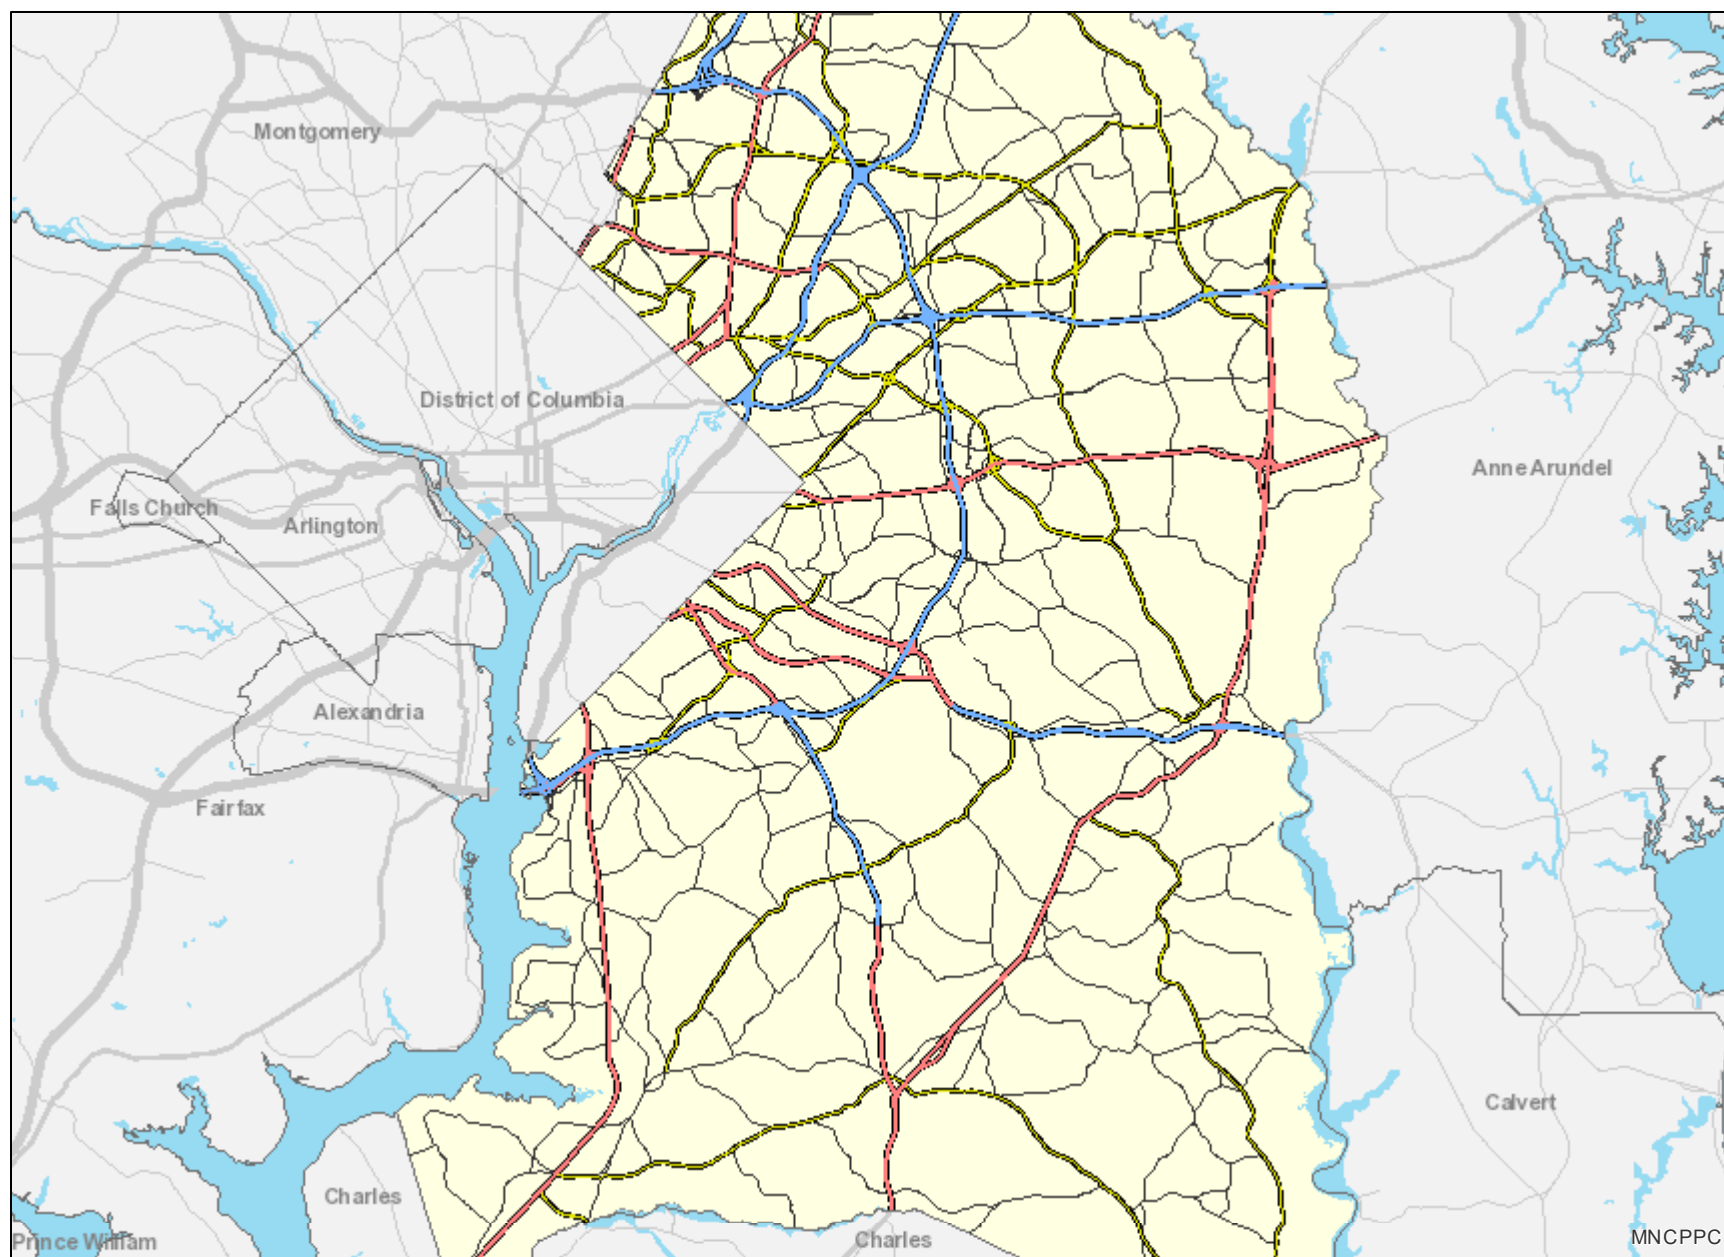 Montgomery
District of Columbia
Anne Arundel
Falls Church
Arlington
Alexandria
Fairfax
Calvert
Charles
Charles
Prince William
MNCPPC